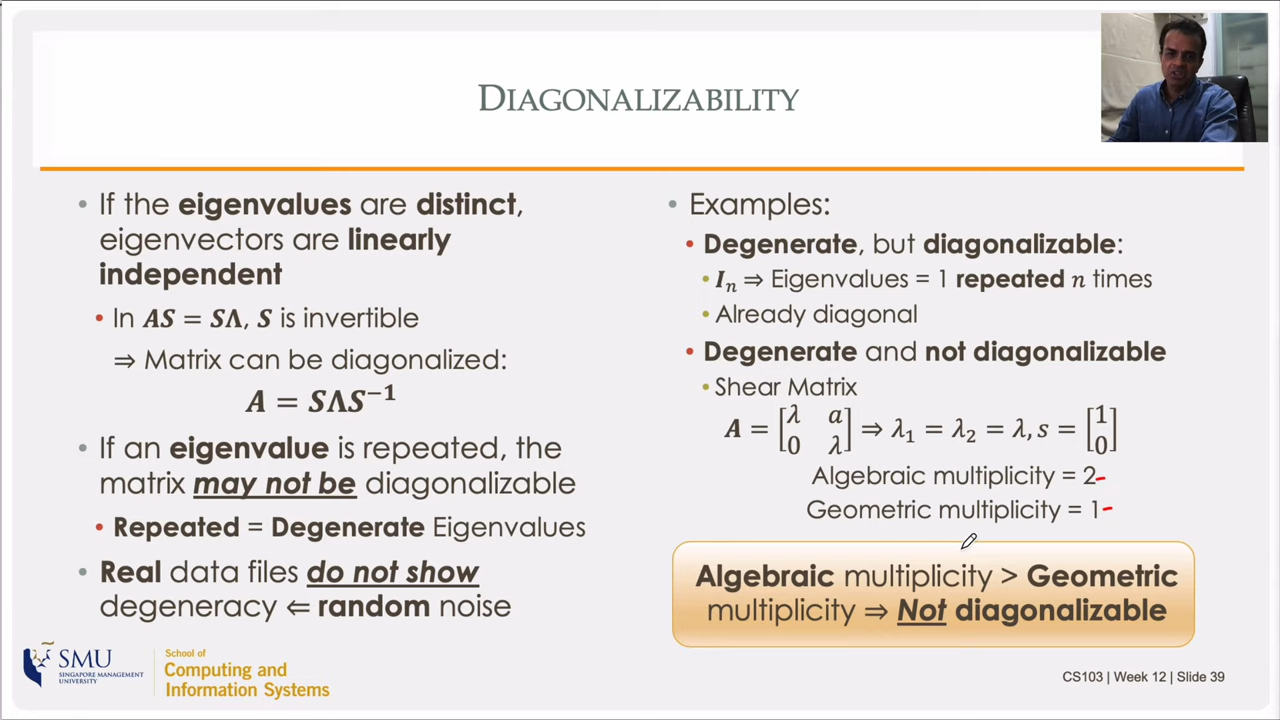 DIAGONALIZABILITY
• If the eigenvalues are distinct,
eigenvectors are linearly
independent
• In AS = SΛ, S is invertible
⇒ Matrix can be diagonalized:
A = SΛS⁻¹
• If an eigenvalue is repeated, the
matrix may not be diagonalizable
• Repeated = Degenerate Eigenvalues
• Real data files do not show
degeneracy ⇐ random noise
• Examples:
• Degenerate, but diagonalizable:
• Iₙ ⇒ Eigenvalues = 1 repeated n times
• Already diagonal
• Degenerate and not diagonalizable
• Shear Matrix
A = [λ a; 0 λ] ⇒ λ₁ = λ₂ = λ, s = [1; 0]
Algebraic multiplicity = 2
Geometric multiplicity = 1
Algebraic multiplicity > Geometric
multiplicity ⇒ Not diagonalizable
SMU
SINGAPORE MANAGEMENT
UNIVERSITY
School of
Computing and
Information Systems
CS103 | Week 12 | Slide 39